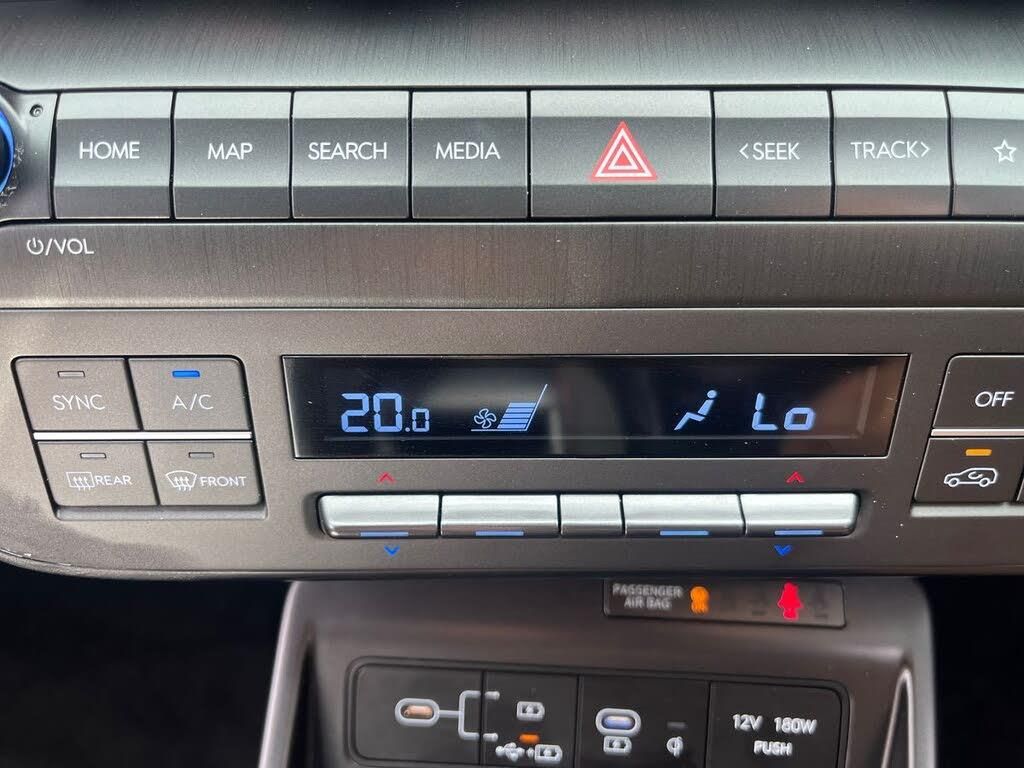 HOME MAP SEARCH MEDIA <SEEK TRACK>
/VOL
SYNC A/C 20.0 Lo OFF
REAR FRONT
PASSENGER
AIR BAG ON
12V 180W
PUSH